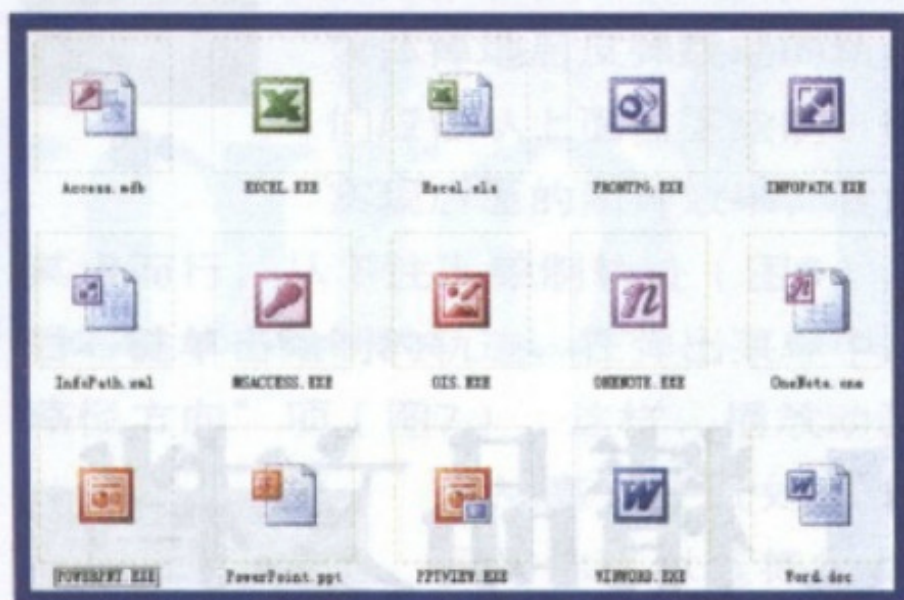 Access.mdb EXCEL.EXE Excel.xls FRONTPG.EXE INFOPATH.EXE
InfoPath.xml MSACCESS.EXE OIS.EXE ONENOTE.EXE OneNote.one
POWERPNT.EXE PowerPoint.ppt PPTVIEW.EXE WINWORD.EXE Word.doc